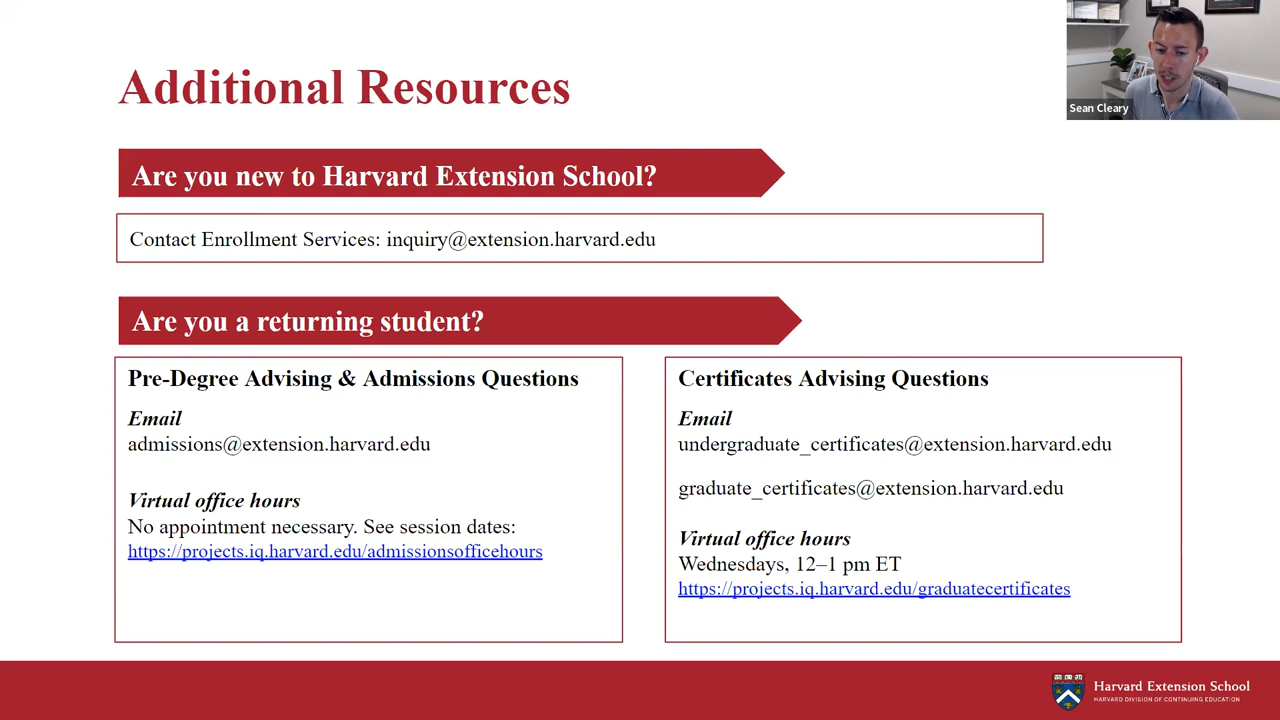 Additional Resources
Sean Cleary
Are you new to Harvard Extension School?
Contact Enrollment Services: inquiry@extension.harvard.edu
Are you a returning student?
Pre-Degree Advising & Admissions Questions
Email
admissions@extension.harvard.edu
Virtual office hours
No appointment necessary. See session dates:
https://projects.iq.harvard.edu/admissionsofficehours
Certificates Advising Questions
Email
undergraduate_certificates@extension.harvard.edu
graduate_certificates@extension.harvard.edu
Virtual office hours
Wednesdays, 12–1 pm ET
https://projects.iq.harvard.edu/graduatecertificates
Harvard Extension School
HARVARD DIVISION OF CONTINUING EDUCATION